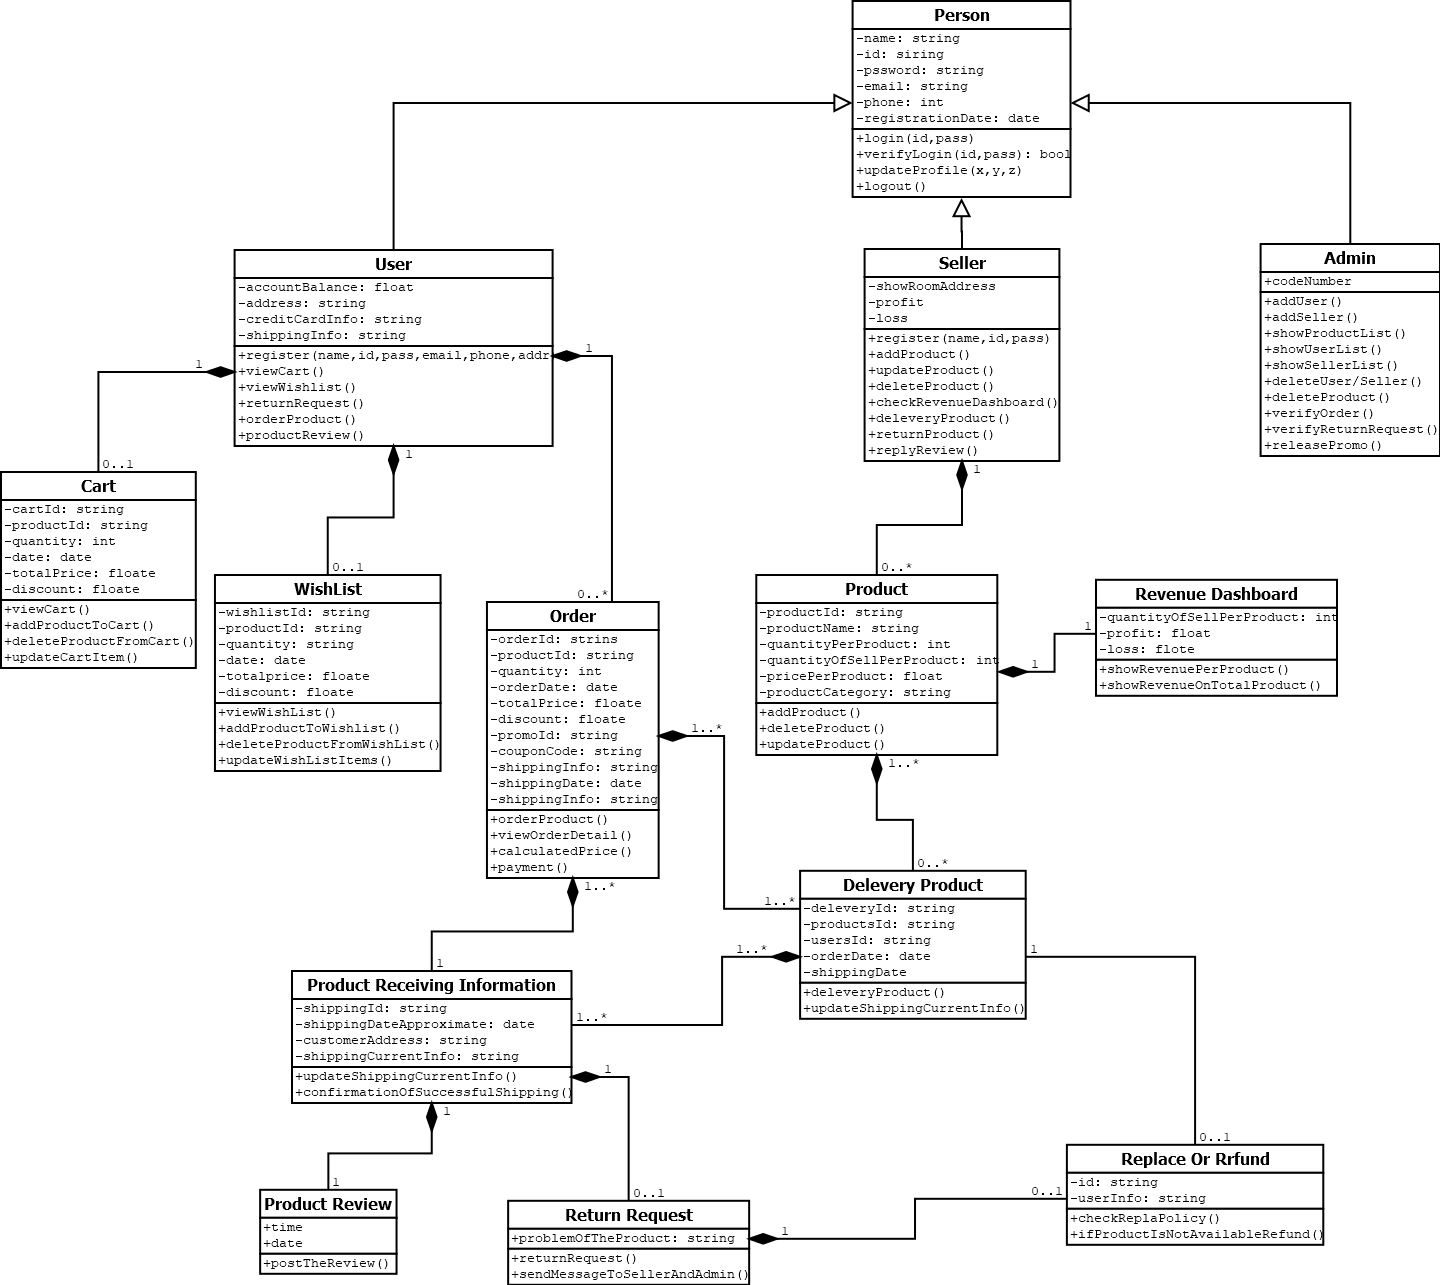 Person
-name: string
-id: siring
-pssword: string
-email: string
-phone: int
-registrationDate: date
+login(id,pass)
+verifyLogin(id,pass): bool
+updateProfile(x,y,z)
+logout()
User
-accountBalance: float
-address: string
-creditCardInfo: string
-shippingInfo: string
+register(name,id,pass,email,phone,addr
+viewCart()
+viewWishlist()
+returnRequest()
+orderProduct()
+productReview()
1
1
1
Seller
-showRoomAddress
-profit
-loss
+register(name,id,pass)
+addProduct()
+updateProduct()
+deleteProduct()
+checkRevenueDashboard()
+deleveryProduct()
+returnProduct()
+replyReview()
1
Admin
+codeNumber
+addUser()
+addSeller()
+showProductList()
+showUserList()
+showSellerList()
+deleteUser/Seller()
+deleteProduct()
+verifyOrder()
+verifyReturnRequest()
+releasePromo()
0..1
Cart
-cartId: string
-productId: string
-quantity: int
-date: date
-totalPrice: floate
-discount: floate
+viewCart()
+addProductToCart()
+deleteProductFromCart()
+updateCartItem()
0..1
WishList
-wishlistId: string
-productId: string
-quantity: string
-date: date
-totalprice: floate
-discount: floate
+viewWishList()
+addProductToWishlist()
+deleteProductFromWishList()
+updateWishListItems()
0..*
Order
-orderId: strins
-productId: string
-quantity: int
-orderDate: date
-totalPrice: floate
-discount: floate
-promoId: string
-couponCode: string
-shippingInfo: string
-shippingDate: date
-shippingInfo: string
+orderProduct()
+viewOrderDetail()
+calculatedPrice()
+payment()
1..*
1..*
0..*
Product
-productId: string
-productName: string
-quantityPerProduct: int
-quantityOfSellPerProduct: int
-pricePerProduct: float
-productCategory: string
+addProduct()
+deleteProduct()
+updateProduct()
1
1..*
1
Revenue Dashboard
-quantityOfSellPerProduct: int
-profit: float
-loss: flote
+showRevenuePerProduct()
+showRevenueOnTotalProduct()
0..*
1..*
Delevery Product
-deleveryId: string
-productsId: string
-usersId: string
-orderDate: date
-shippingDate
+deleveryProduct()
+updateShippingCurrentInfo()
1..*
1
1
Product Receiving Information
-shippingId: string
-shippingDateApproximate: date
-customerAddress: string
-shippingCurrentInfo: string
+updateShippingCurrentInfo()
+confirmationOfSuccessfulShipping()
1..*
1
1
1
Product Review
+time
+date
+postTheReview()
0..1
Return Request
+problemOfTheProduct: string
+returnRequest()
+sendMessageToSellerAndAdmin()
1
0..1
0..1
Replace Or Rrfund
-id: string
-userInfo: string
+checkReplaPolicy()
+ifProductIsNotAvailableRefund()